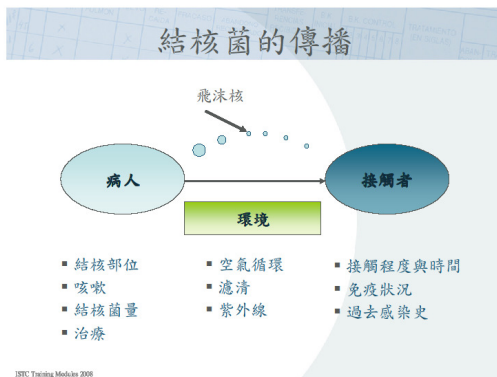 結核菌的傳播
飛沫核
病人
接觸者
環境
▪ 結核部位
▪ 咳嗽
▪ 結核菌量
▪ 治療
▪ 空氣循環
▪ 濾清
▪ 紫外線
▪ 接觸程度與時間
▪ 免疫狀況
▪ 過去感染史
ISTC Training Modules 2008